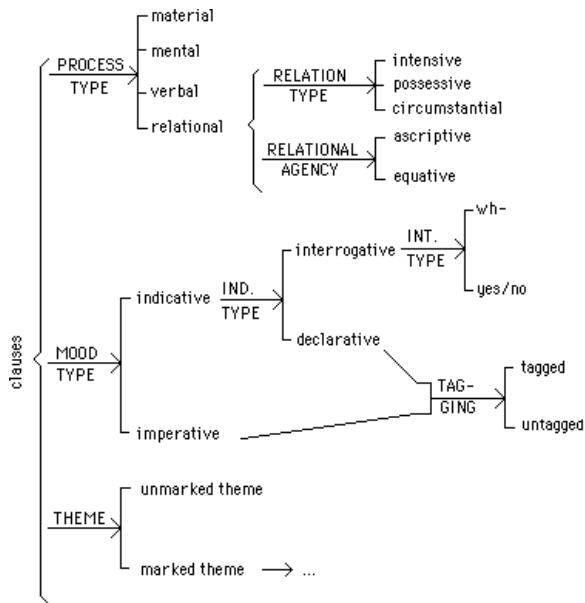 material
PROCESS
TYPE
mental
verbal
relational
RELATION
TYPE
intensive
possessive
circumstantial
RELATIONAL
AGENCY
ascriptive
equative
clauses
MOOD
TYPE
indicative
IND.
TYPE
interrogative
INT.
TYPE
wh-
yes/no
declarative
imperative
TAG-
GING
tagged
untagged
THEME
unmarked theme
marked theme
...